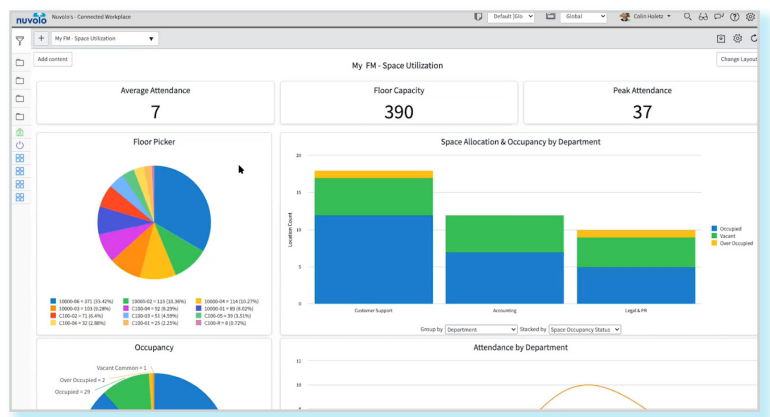 nuvolo Nuvolo's - Connected Workplace Default |Glo Global Colin Holetz
My FM - Space Utilization
Add content
My FM - Space Utilization
Change Layout
Average Attendance
7
Floor Capacity
390
Peak Attendance
37
Floor Picker
10000-06 = 371 (33.42%) 10000-02 = 115 (10.36%) 10000-04 = 114 (10.27%)
10000-03 = 103 (9.28%) C100-04 = 92 (8.29%) 10000-01 = 89 (8.02%)
C100-02 = 71 (6.4%) C100-03 = 51 (4.59%) C100-05 = 39 (3.51%)
C100-06 = 32 (2.88%) C100-01 = 25 (2.25%) C100-R = 8 (0.72%)
Space Allocation & Occupancy by Department
Location Count
20
15
10
5
0
Customer Support Accounting Legal & PR
Occupied
Vacant
Over Occupied
Group by Department Stacked by Space Occupancy Status
Occupancy
Vacant Common = 1
Over Occupied = 2
Occupied = 29
Attendance by Department
11
10